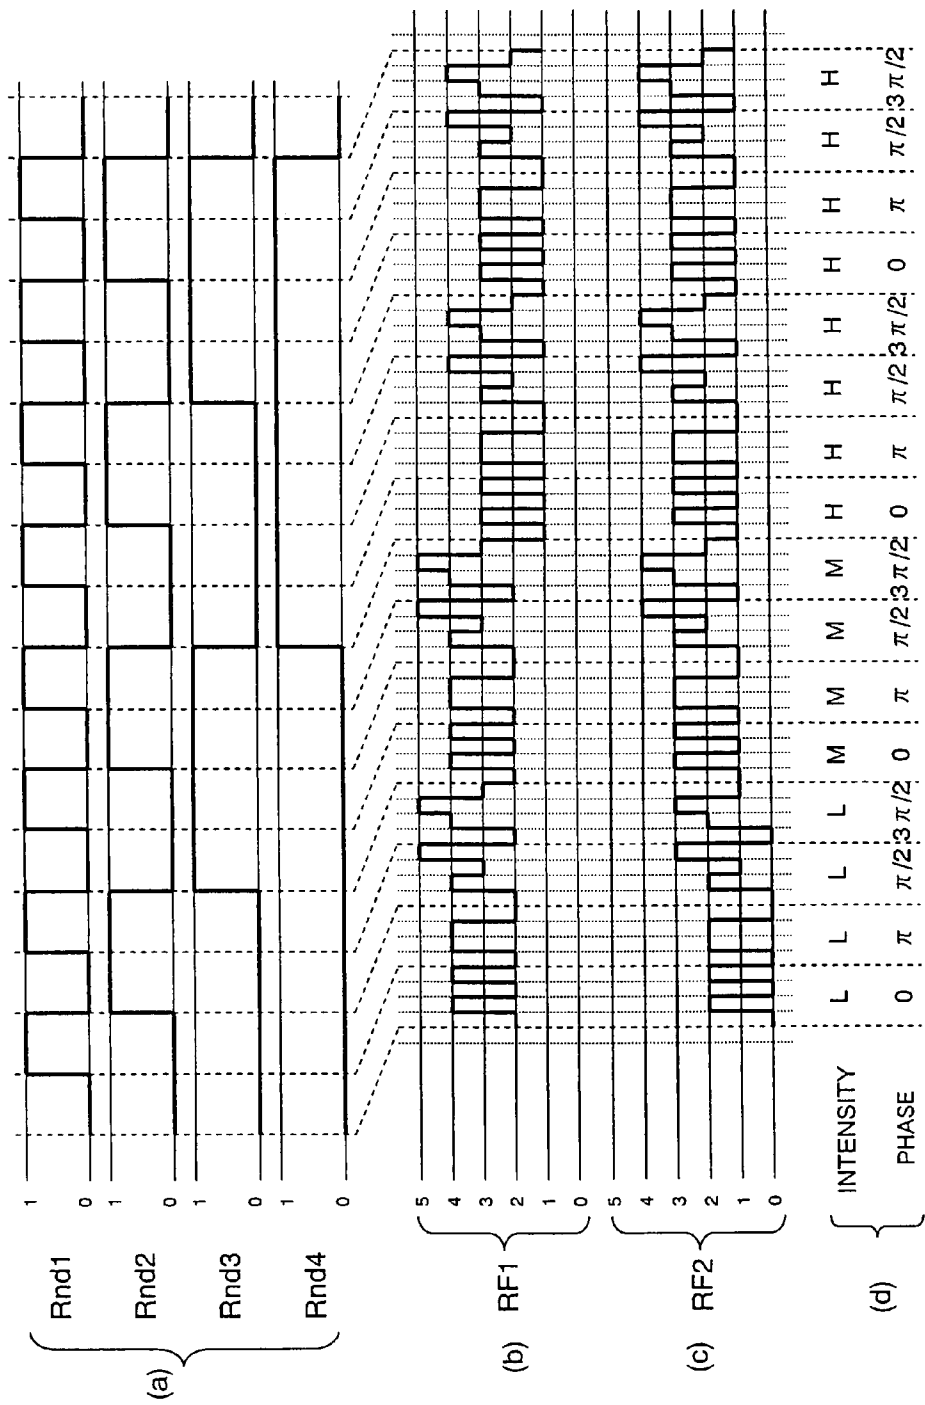 (a)
Rnd1
1
0
Rnd2
1
0
Rnd3
1
0
Rnd4
1
0
(b)
RF1
5
4
3
2
1
0
(c)
RF2
5
4
3
2
1
0
(d)
INTENSITY L L L L M M M M H H H H H H H H
PHASE 0 π π/2 3π/2 0 π π/2 3π/2 0 π π/2 3π/2 0 π π/2 3π/2